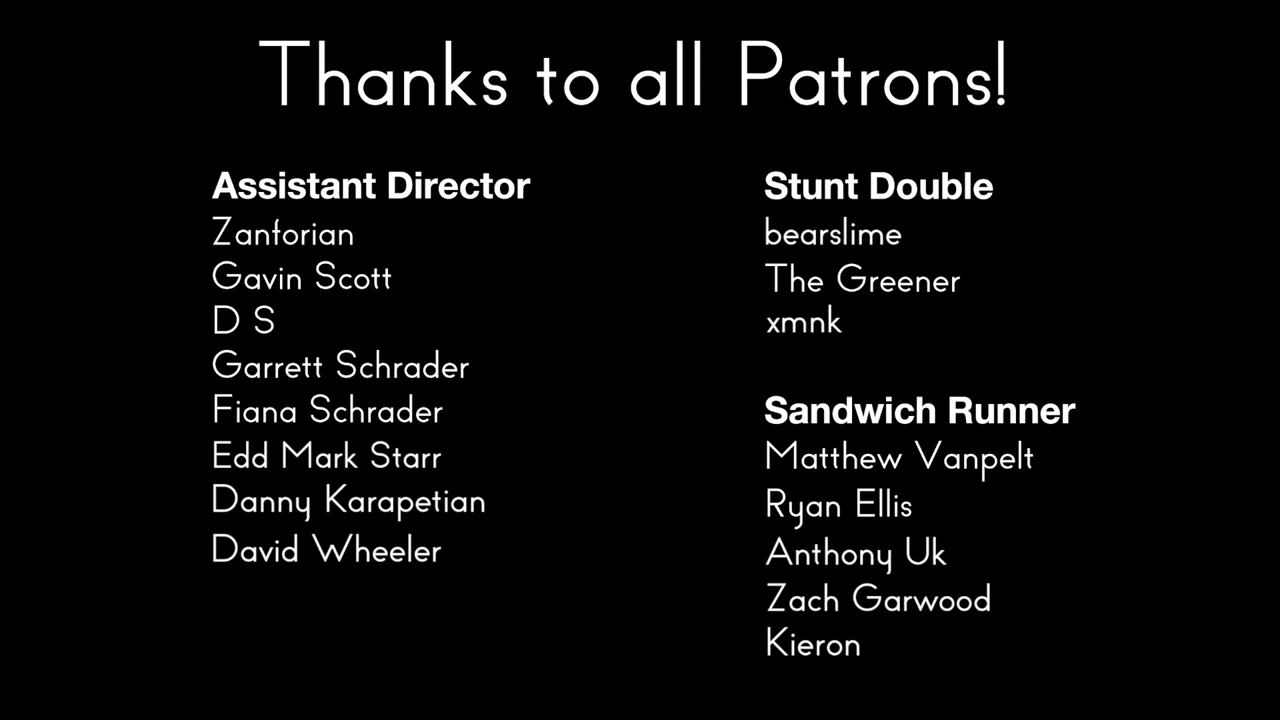 Thanks to all Patrons!
Assistant Director
Zanforian
Gavin Scott
D S
Garrett Schrader
Fiana Schrader
Edd Mark Starr
Danny Karapetian
David Wheeler
Stunt Double
bearslime
The Greener
xmnk
Sandwich Runner
Matthew Vanpelt
Ryan Ellis
Anthony Uk
Zach Garwood
Kieron